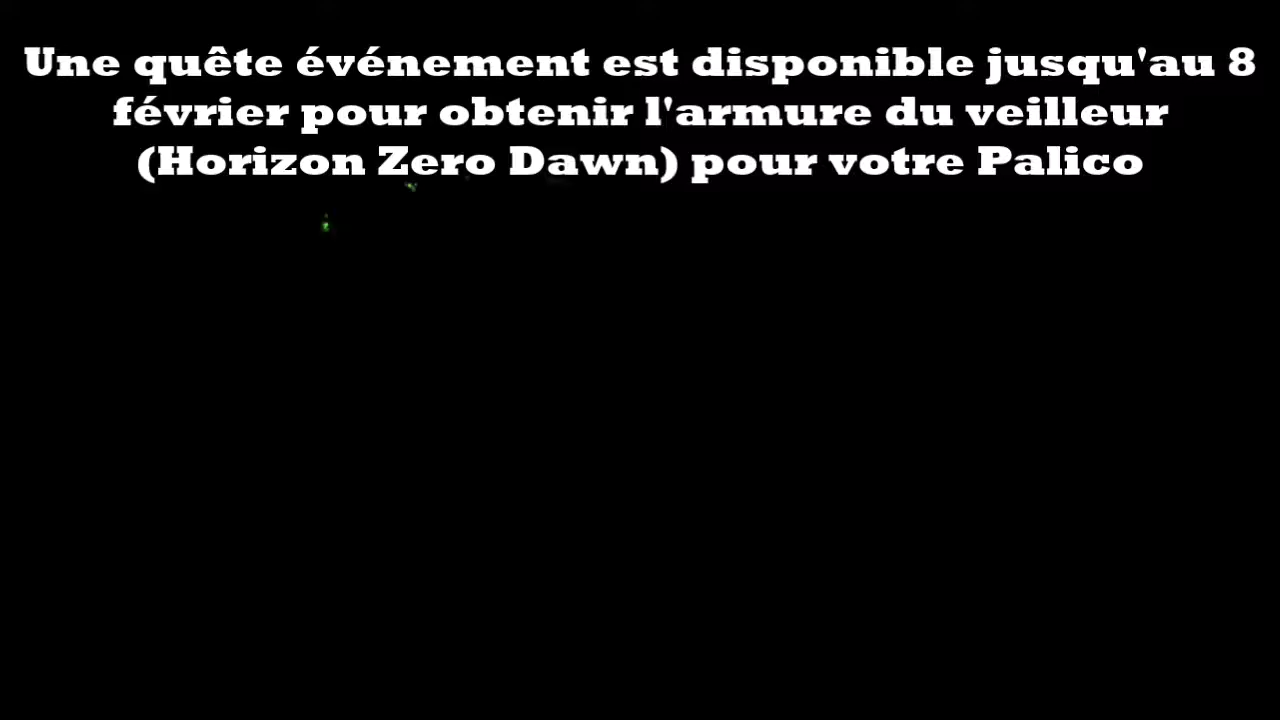 Une quête événement est disponible jusqu'au 8
février pour obtenir l'armure du veilleur
(Horizon Zero Dawn) pour votre Palico